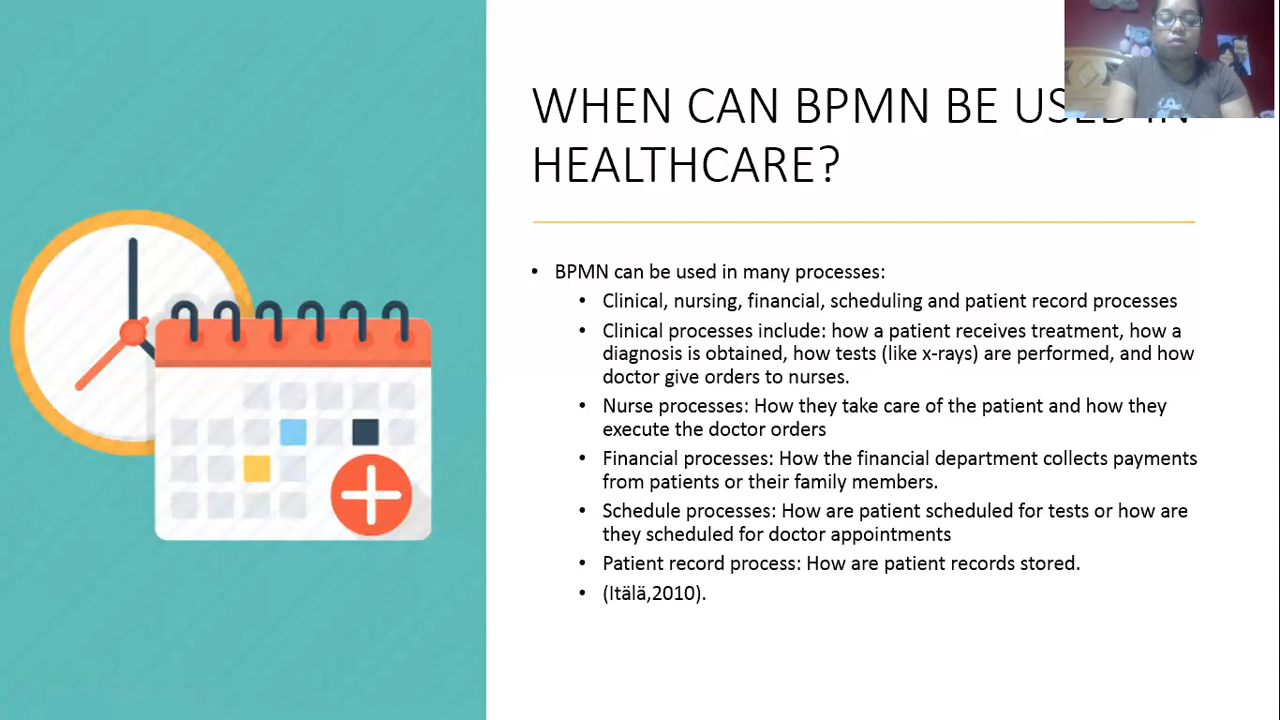 WHEN CAN BPMN BE USED IN
HEALTHCARE?
• BPMN can be used in many processes:
• Clinical, nursing, financial, scheduling and patient record processes
• Clinical processes include: how a patient receives treatment, how a
diagnosis is obtained, how tests (like x-rays) are performed, and how
doctor give orders to nurses.
• Nurse processes: How they take care of the patient and how they
execute the doctor orders
• Financial processes: How the financial department collects payments
from patients or their family members.
• Schedule processes: How are patient scheduled for tests or how are
they scheduled for doctor appointments
• Patient record process: How are patient records stored.
• (Itälä,2010).